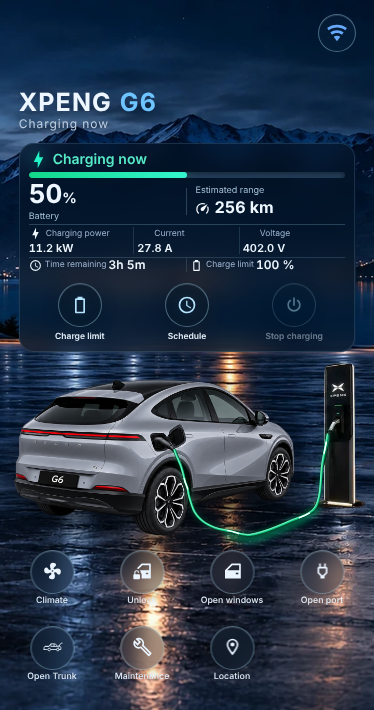 XPENG G6
Charging now
Charging now
50%
Battery
Estimated range
256 km
Charging power
11.2 kW
Current
27.8 A
Voltage
402.0 V
Time remaining 3h 5m
Charge limit 100 %
Charge limit
Schedule
Stop charging
XPENG
G6
Climate
Unlock
Open windows
Open port
Open Trunk
Maintenance
Location